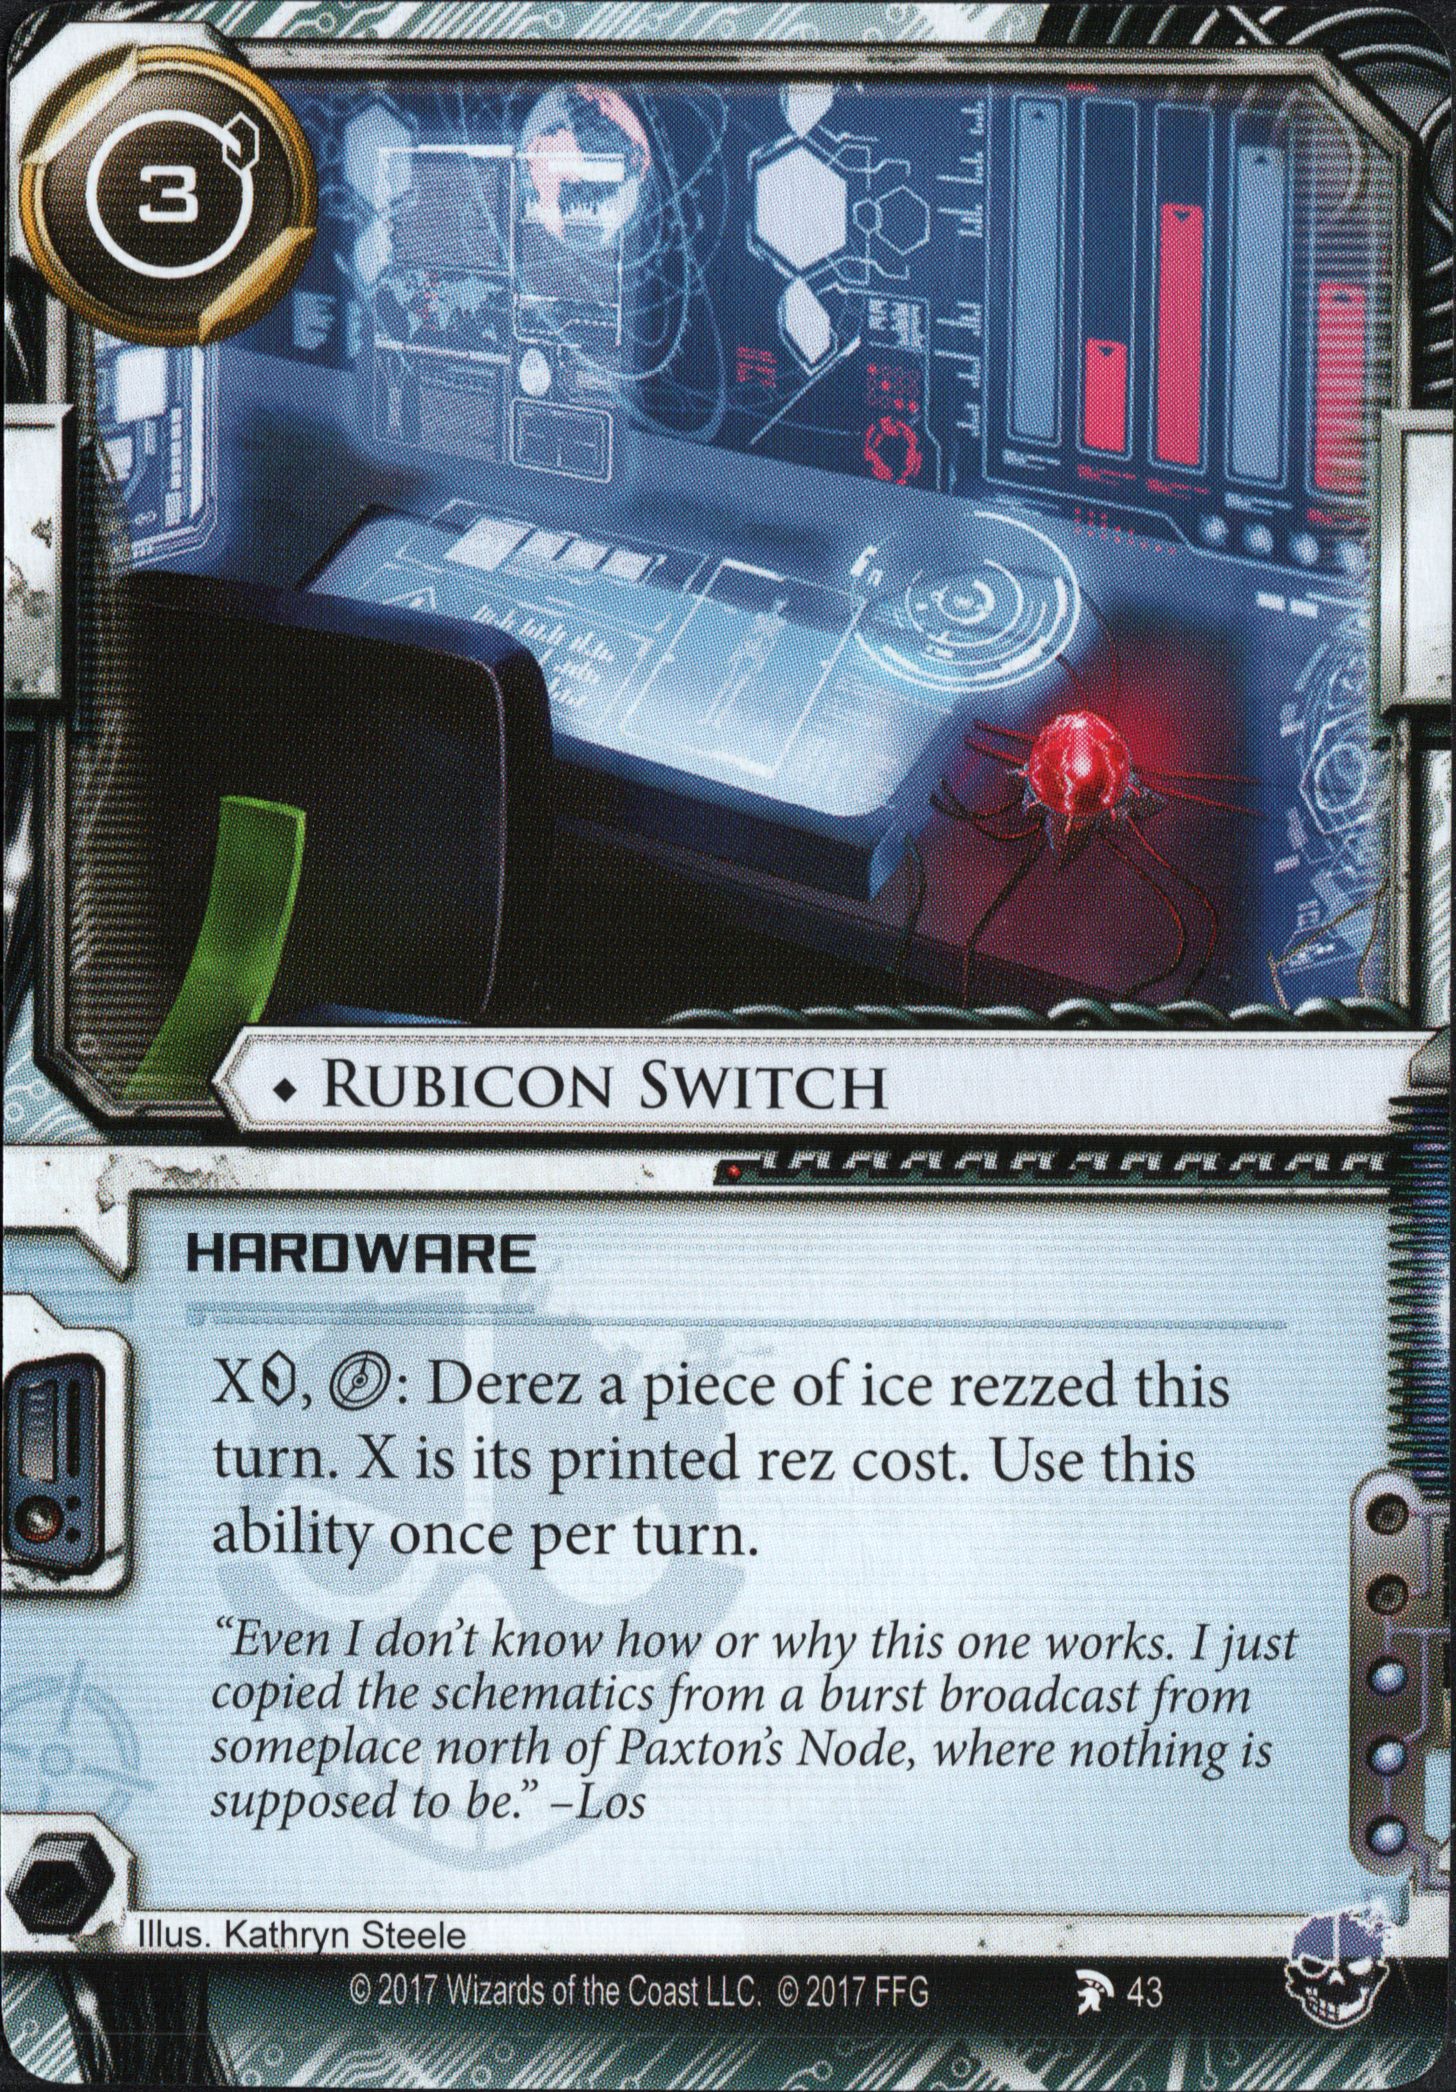 3
◆ Rubicon Switch
HARDWARE
X, : Derez a piece of ice rezzed this
turn. X is its printed rez cost. Use this
ability once per turn.
“Even I don’t know how or why this one works. I just
copied the schematics from a burst broadcast from
someplace north of Paxton’s Node, where nothing is
supposed to be.” –Los
Illus. Kathryn Steele
© 2017 Wizards of the Coast LLC. © 2017 FFG 43